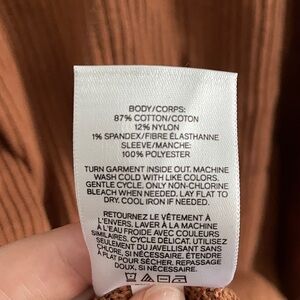 BODY/CORPS:
87% COTTON/COTON
12% NYLON
1% SPANDEX/FIBRE ÉLASTHANNE
SLEEVE/MANCHE:
100% POLYESTER
TURN GARMENT INSIDE OUT. MACHINE
WASH COLD WITH LIKE COLORS.
GENTLE CYCLE. ONLY NON-CHLORINE
BLEACH WHEN NEEDED. LAY FLAT TO
DRY. COOL IRON IF NEEDED.
RETOURNEZ LE VÊTEMENT À
L'ENVERS. LAVER À LA MACHINE
À L'EAU FROIDE AVEC COULEURS
SIMILAIRES. CYCLE DÉLICAT. UTILISER
SEULEMENT DU JAVELLISANT SANS
CHLORE, SI NÉCESSAIRE. ÉTENDRE
À PLAT POUR SÉCHER. REPASSAGE
DOUX, SI NÉCESSAIRE.